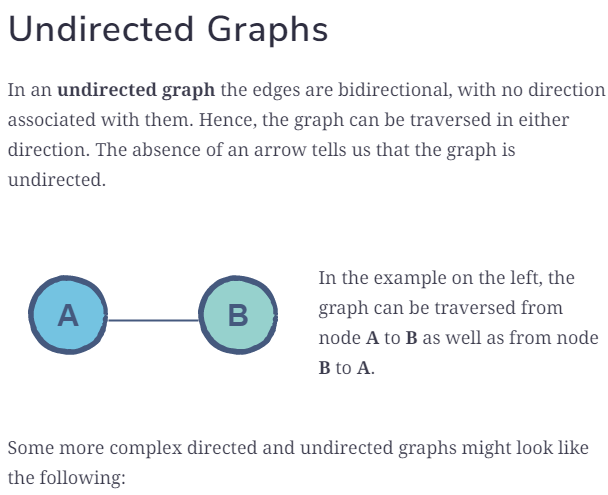 Undirected Graphs
In an undirected graph the edges are bidirectional, with no direction
associated with them. Hence, the graph can be traversed in either
direction. The absence of an arrow tells us that the graph is
undirected.
A
B
In the example on the left, the
graph can be traversed from
node A to B as well as from node
B to A.
Some more complex directed and undirected graphs might look like
the following: